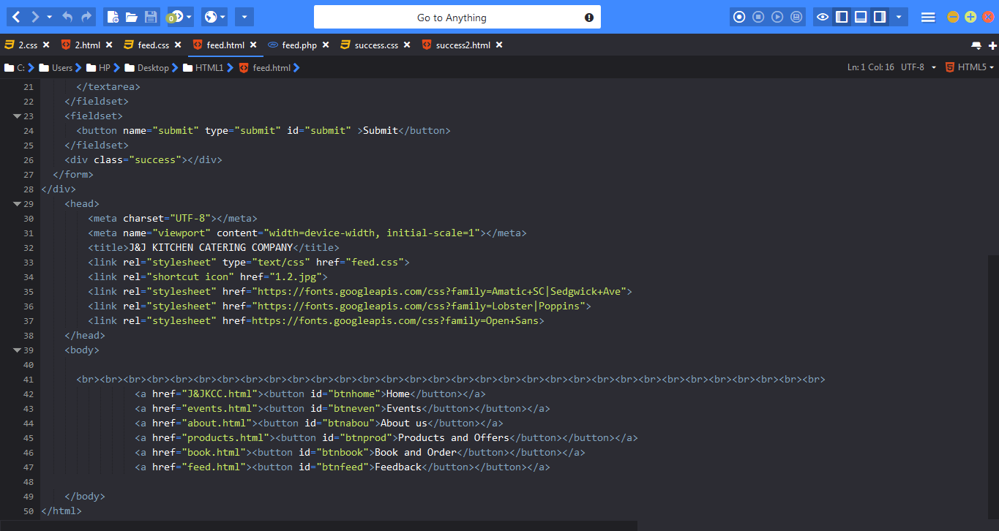 Go to Anything
0
2.css
2.html
feed.css
feed.html
feed.php
success.css
success2.html
C: Users HP Desktop HTML1 feed.html
Ln: 1 Col: 16 UTF-8 HTML5
21 </textarea>
22 </fieldset>
23 <fieldset>
24 <button name="submit" type="submit" id="submit" >Submit</button>
25 </fieldset>
26 <div class="success"></div>
27 </form>
28 </div>
29 <head>
30 <meta charset="UTF-8"></meta>
31 <meta name="viewport" content="width=device-width, initial-scale=1"></meta>
32 <title>J&J KITCHEN CATERING COMPANY</title>
33 <link rel="stylesheet" type="text/css" href="feed.css">
34 <link rel="shortcut icon" href="1.2.jpg">
35 <link rel="stylesheet" href="https://fonts.googleapis.com/css?family=Amatic+SC|Sedgwick+Ave">
36 <link rel="stylesheet" href="https://fonts.googleapis.com/css?family=Lobster|Poppins">
37 <link rel="stylesheet" href=https://fonts.googleapis.com/css?family=Open+Sans>
38 </head>
39 <body>
40
41 <br><br><br><br><br><br><br><br><br><br><br><br><br><br><br><br><br><br><br><br><br><br><br><br><br><br><br><br><br><br><br><br>
42 <a href="J&JKCC.html"><button id="btnhome">Home</button></a>
43 <a href="events.html"><button id="btneven">Events</button></button></a>
44 <a href="about.html"><button id="btnabou">About us</button></a>
45 <a href="products.html"><button id="btnprod">Products and Offers</button></button></a>
46 <a href="book.html"><button id="btnbook">Book and Order</button></button></a>
47 <a href="feed.html"><button id="btnfeed">Feedback</button></button></a>
48
49 </body>
50 </html>